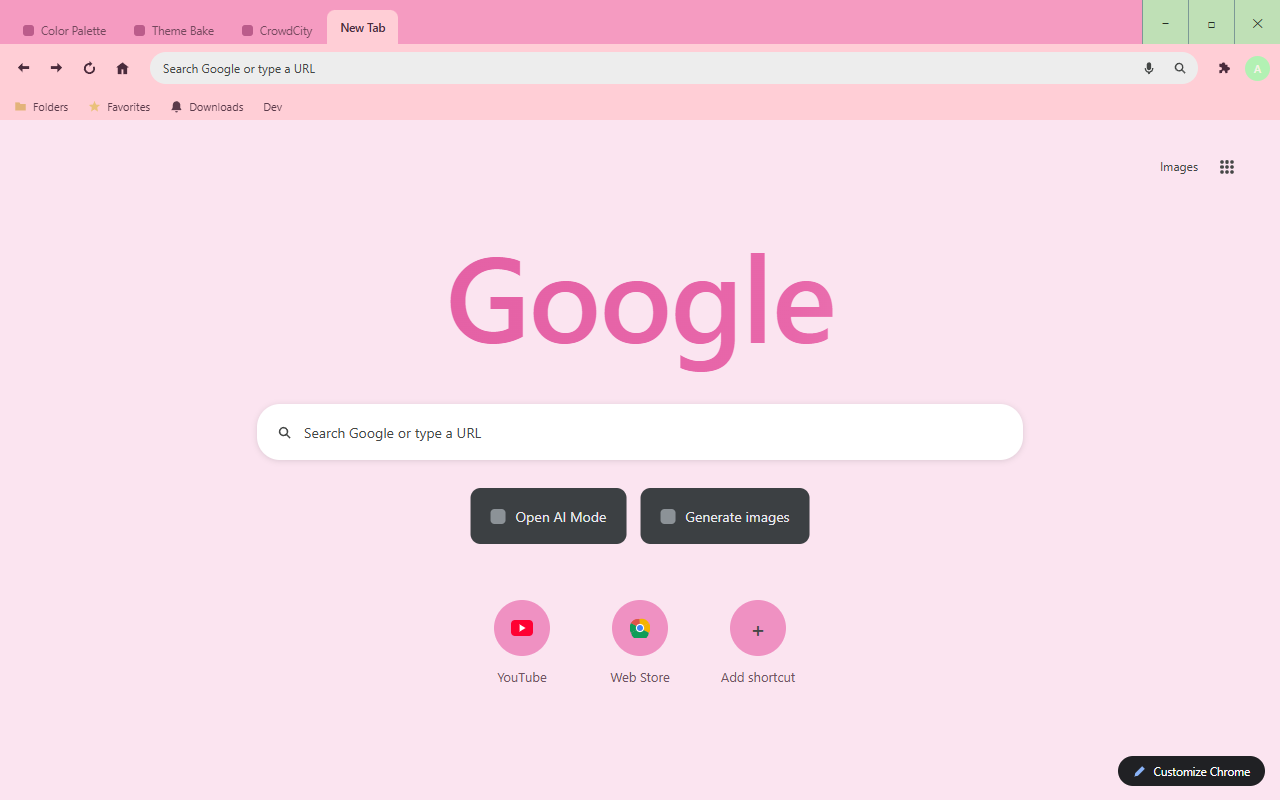 Color Palette
Theme Bake
CrowdCity
New Tab
Search Google or type a URL
A
Folders
Favorites
Downloads
Dev
Images
Google
Search Google or type a URL
Open AI Mode
Generate images
YouTube
Web Store
Add shortcut
Customize Chrome